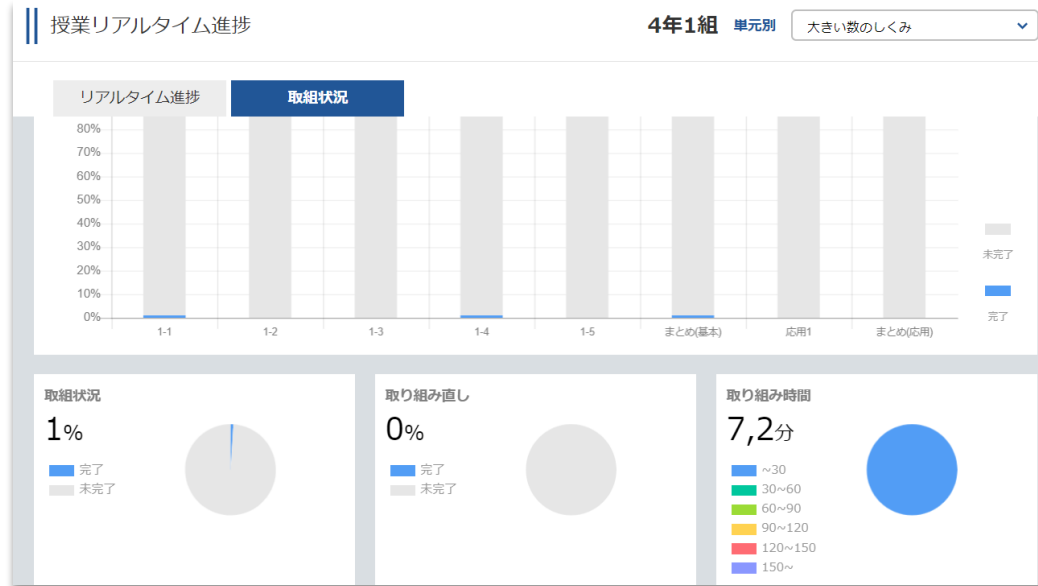 授業リアルタイム進捗
4年1組 単元別 大きい数のしくみ
リアルタイム進捗 取組状況
80%
70%
60%
50%
40%
30%
20%
10%
0%
1-1 1-2 1-3 1-4 1-5 まとめ(基本) 応用1 まとめ(応用)
未完了
完了
取組状況
1%
完了
未完了
取り組み直し
0%
完了
未完了
取り組み時間
7,2分
~30
30~60
60~90
90~120
120~150
150~